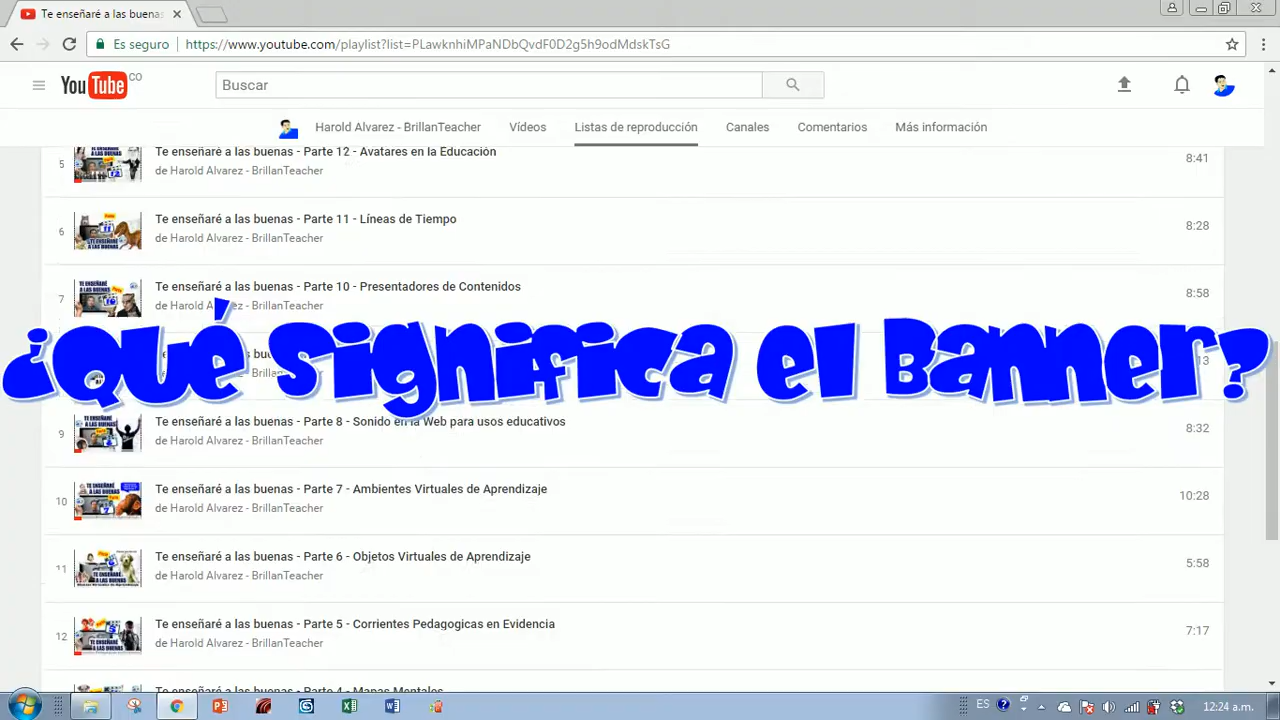 Te enseñaré a las buenas
Es seguro
https://www.youtube.com/playlist?list=PLawknhiMPaNDbQvdF0D2g5h9odMdskTsG
YouTube CO
Buscar
Harold Alvarez - BrillanTeacher Vídeos Listas de reproducción Canales Comentarios Más información
5 Te enseñaré a las buenas - Parte 12 - Avatares en la Educación 8:41
de Harold Alvarez - BrillanTeacher
6 Te enseñaré a las buenas - Parte 11 - Líneas de Tiempo 8:28
de Harold Alvarez - BrillanTeacher
7 Te enseñaré a las buenas - Parte 10 - Presentadores de Contenidos 8:58
de Harold Alvarez - BrillanTeacher
¿Qué Significa el Banner?
9 Te enseñaré a las buenas - Parte 8 - Sonido en la Web para usos educativos 8:32
de Harold Alvarez - BrillanTeacher
10 Te enseñaré a las buenas - Parte 7 - Ambientes Virtuales de Aprendizaje 10:28
de Harold Alvarez - BrillanTeacher
11 Te enseñaré a las buenas - Parte 6 - Objetos Virtuales de Aprendizaje 5:58
de Harold Alvarez - BrillanTeacher
12 Te enseñaré a las buenas - Parte 5 - Corrientes Pedagogicas en Evidencia 7:17
de Harold Alvarez - BrillanTeacher
Te enseñaré a las buenas - Parte 4 - Mapas Mentales
ES 12:24 a.m.